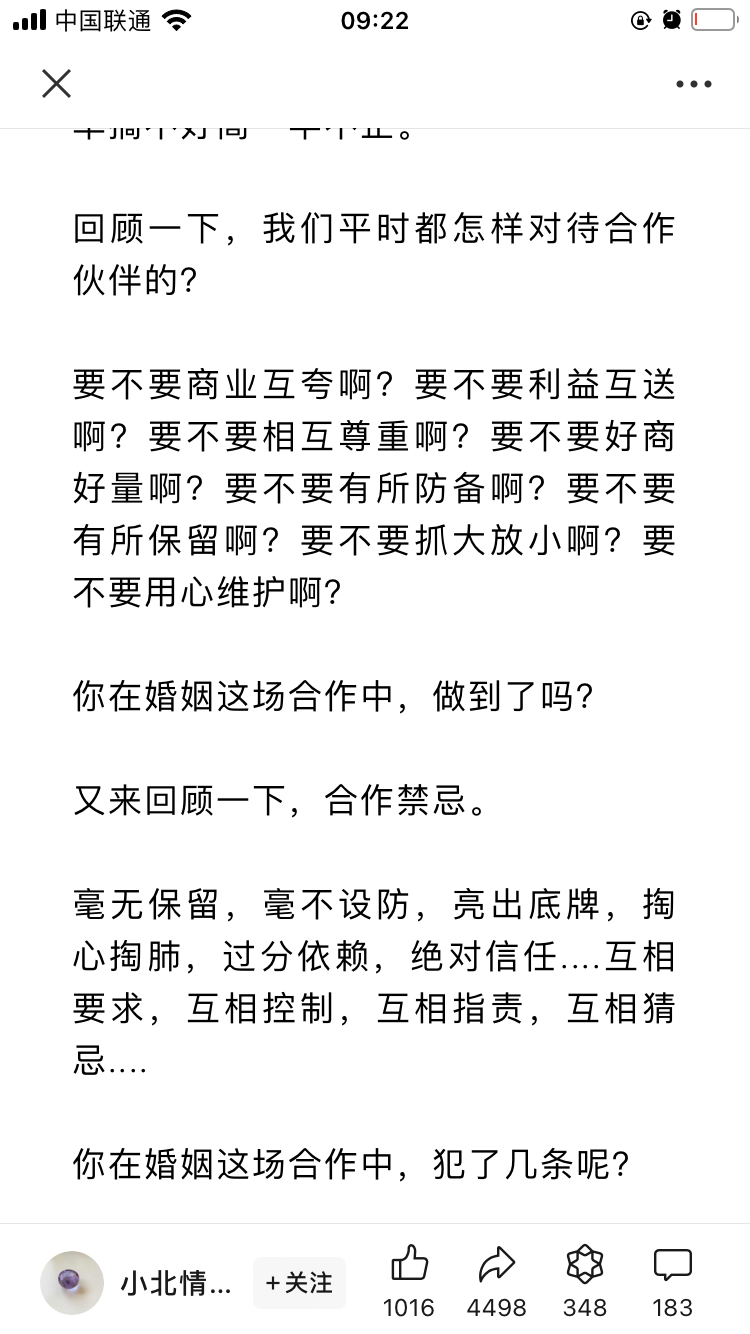 中国联通
09:22
回顾一下，我们平时都怎样对待合作
伙伴的？
要不要商业互夸啊？要不要利益互送
啊？要不要相互尊重啊？要不要好商
好量啊？要不要有所防备啊？要不要
有所保留啊？要不要抓大放小啊？要
不要用心维护啊？
你在婚姻这场合作中，做到了吗？
又来回顾一下，合作禁忌。
毫无保留，毫不设防，亮出底牌，掏
心掏肺，过分依赖，绝对信任....互相
要求，互相控制，互相指责，互相猜
忌....
你在婚姻这场合作中，犯了几条呢？
小北情... +关注
1016 4498 348 183